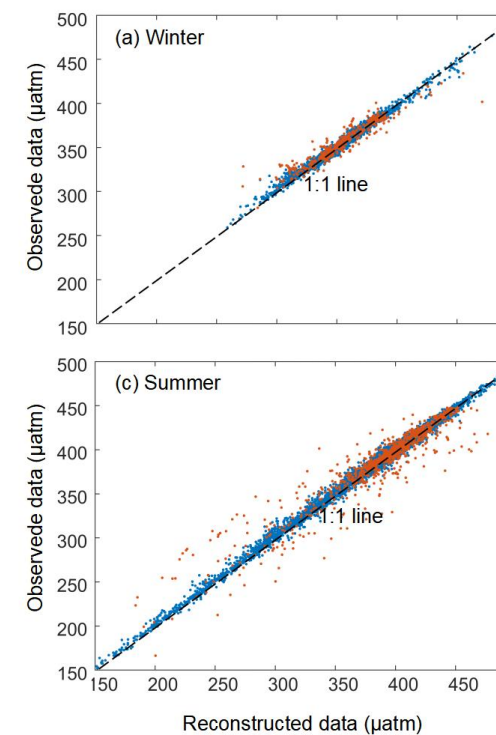 500
(a) Winter
450
400
350
300
250
200
150
Observede data (µatm)
1:1 line
500
(c) Summer
450
400
350
300
250
200
150
Observede data (µatm)
1:1 line
150 200 250 300 350 400 450
Reconstructed data (µatm)